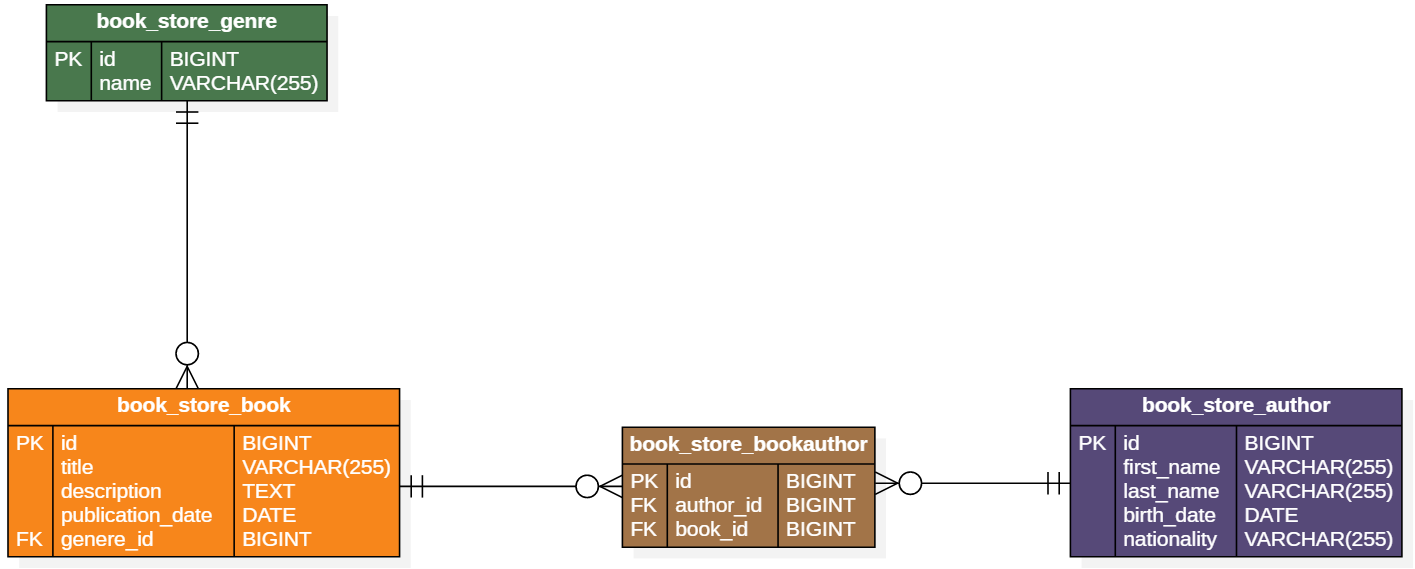 book_store_genre
PK id BIGINT
name VARCHAR(255)
book_store_book
PK id BIGINT
title VARCHAR(255)
description TEXT
publication_date DATE
FK genere_id BIGINT
book_store_bookauthor
PK id BIGINT
FK author_id BIGINT
FK book_id BIGINT
book_store_author
PK id BIGINT
first_name VARCHAR(255)
last_name VARCHAR(255)
birth_date DATE
nationality VARCHAR(255)